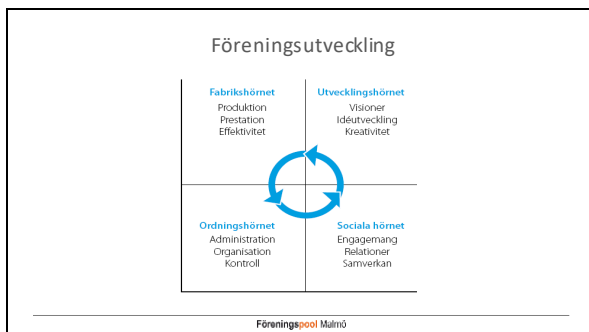 Föreningsutveckling
Fabrikshörnet
Produktion
Prestation
Effektivitet
Utvecklingshörnet
Visioner
Idéutveckling
Kreativitet
Ordningshörnet
Administration
Organisation
Kontroll
Sociala hörnet
Engagemang
Relationer
Samverkan
Föreningspool Malmö